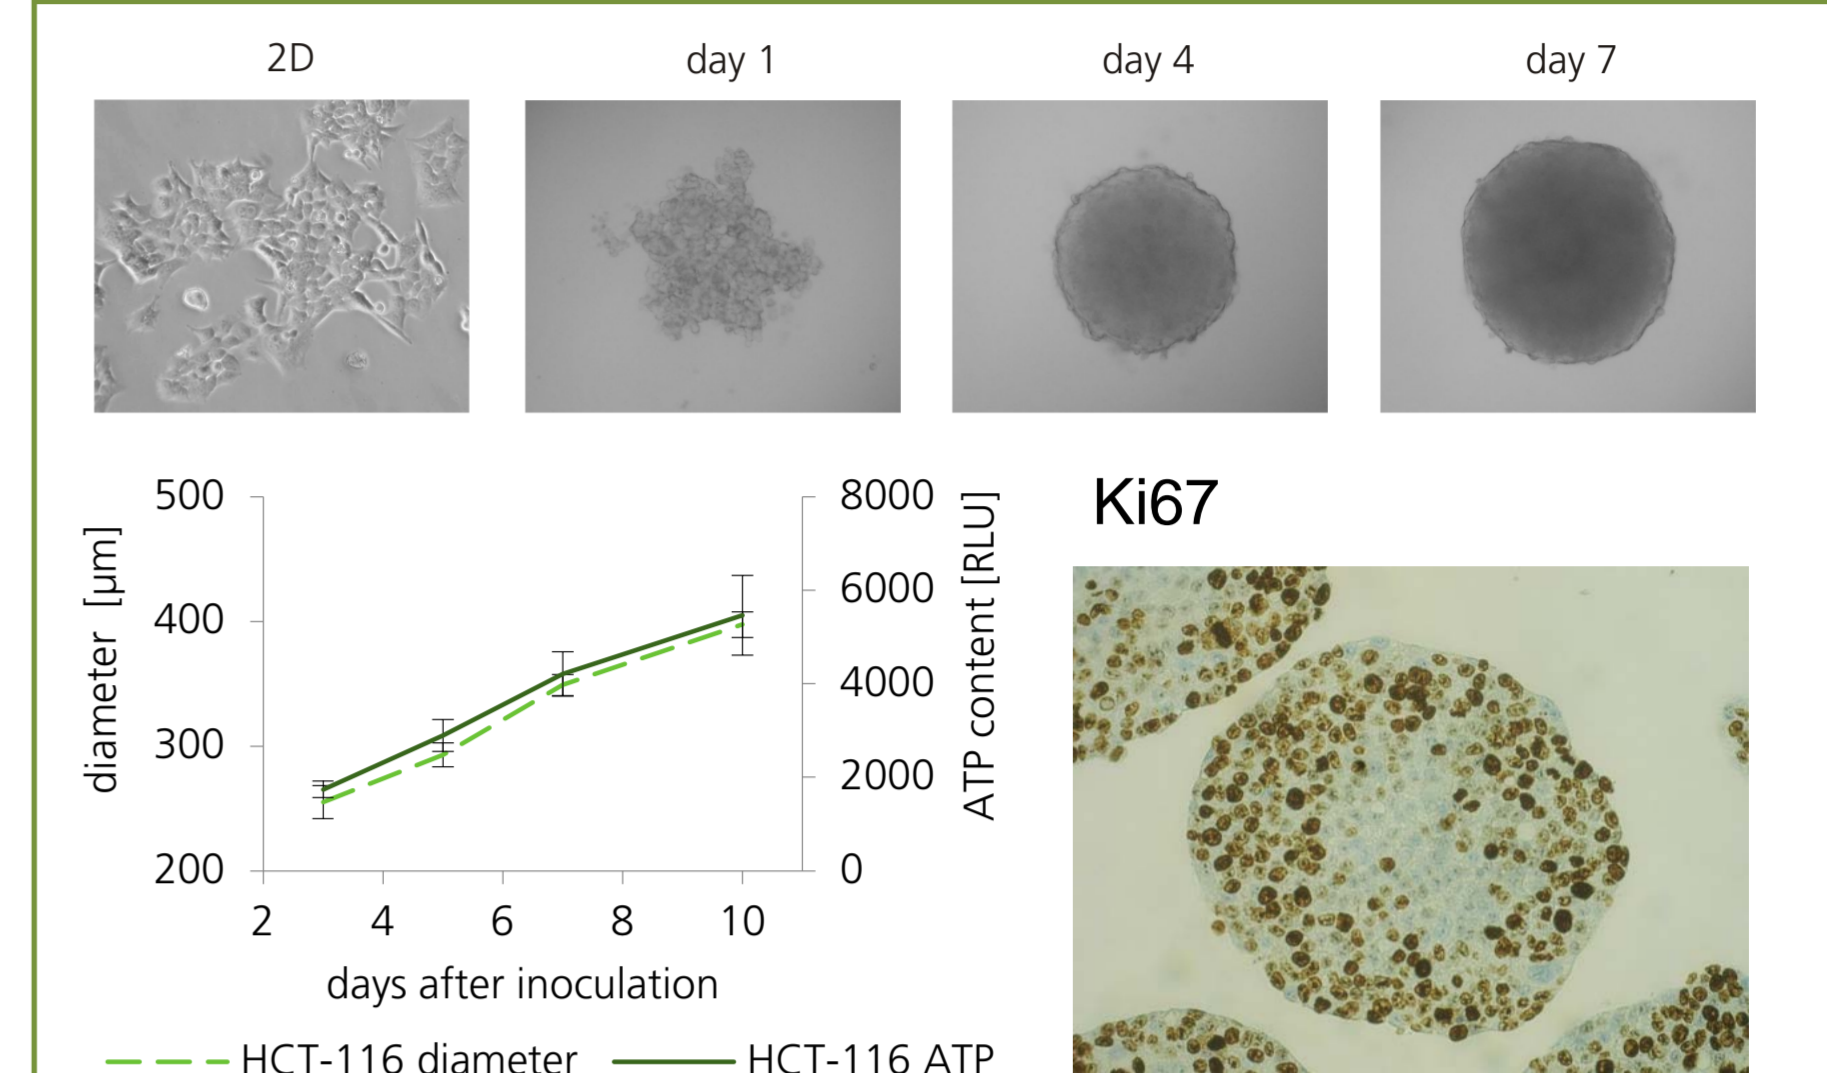 2D
day 1
day 4
day 7
500
400
300
200
diameter [µm]
8000
6000
4000
2000
0
ATP content [RLU]
2
4
6
8
10
days after inoculation
HCT-116 diameter
HCT-116 ATP
Ki67